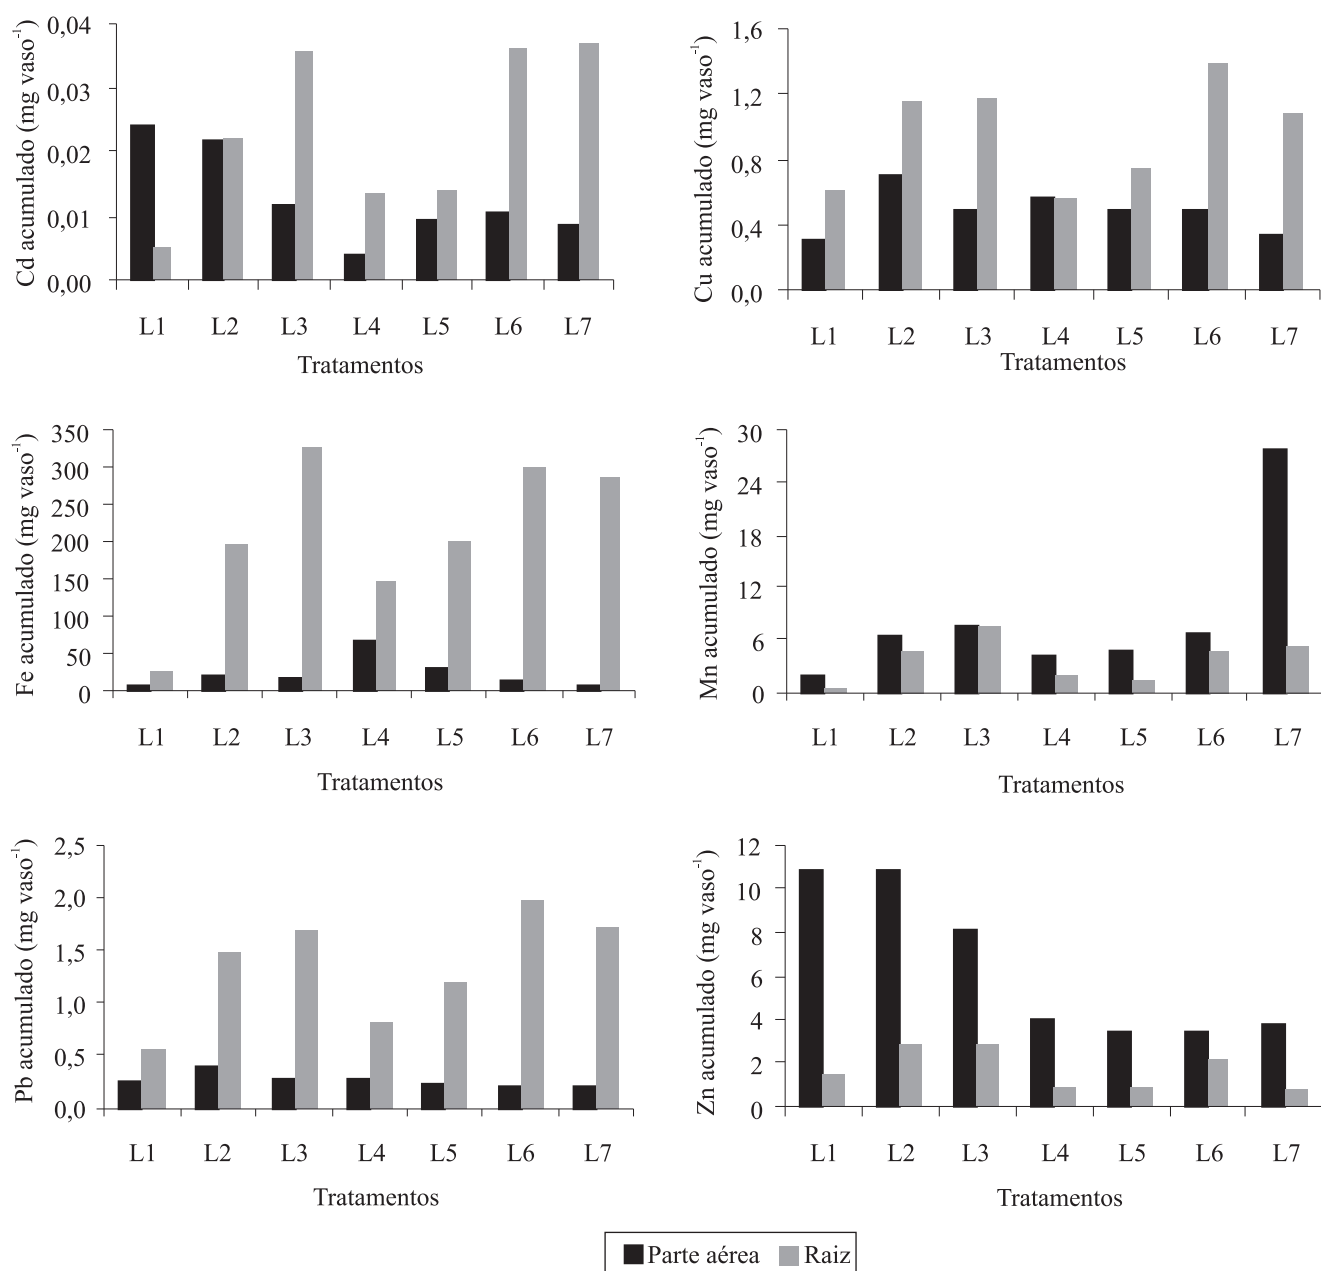 Cd acumulado (mg vaso⁻¹)
0,04
0,03
0,02
0,01
0,00
L1 L2 L3 L4 L5 L6 L7
Tratamentos
Cu acumulado (mg vaso⁻¹)
1,6
1,2
0,8
0,4
0,0
L1 L2 L3 L4 L5 L6 L7
Tratamentos
Fe acumulado (mg vaso⁻¹)
350
300
250
200
150
100
50
0
L1 L2 L3 L4 L5 L6 L7
Tratamentos
Mn acumulado (mg vaso⁻¹)
30
24
18
12
6
0
L1 L2 L3 L4 L5 L6 L7
Tratamentos
Pb acumulado (mg vaso⁻¹)
2,5
2,0
1,5
1,0
0,5
0,0
L1 L2 L3 L4 L5 L6 L7
Tratamentos
Zn acumulado (mg vaso⁻¹)
12
10
8
6
4
2
0
L1 L2 L3 L4 L5 L6 L7
Tratamentos
Parte aérea Raiz